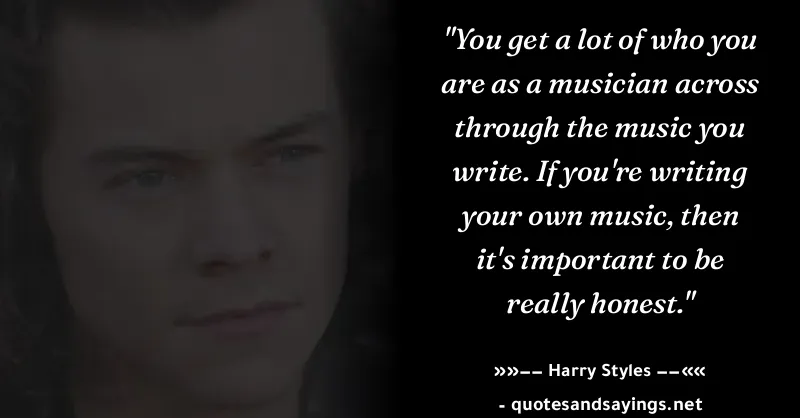 "You get a lot of who you
are as a musician across
through the music you
write. If you're writing
your own music, then
it's important to be
really honest."
»»–– Harry Styles ––««
- quotesandsayings.net